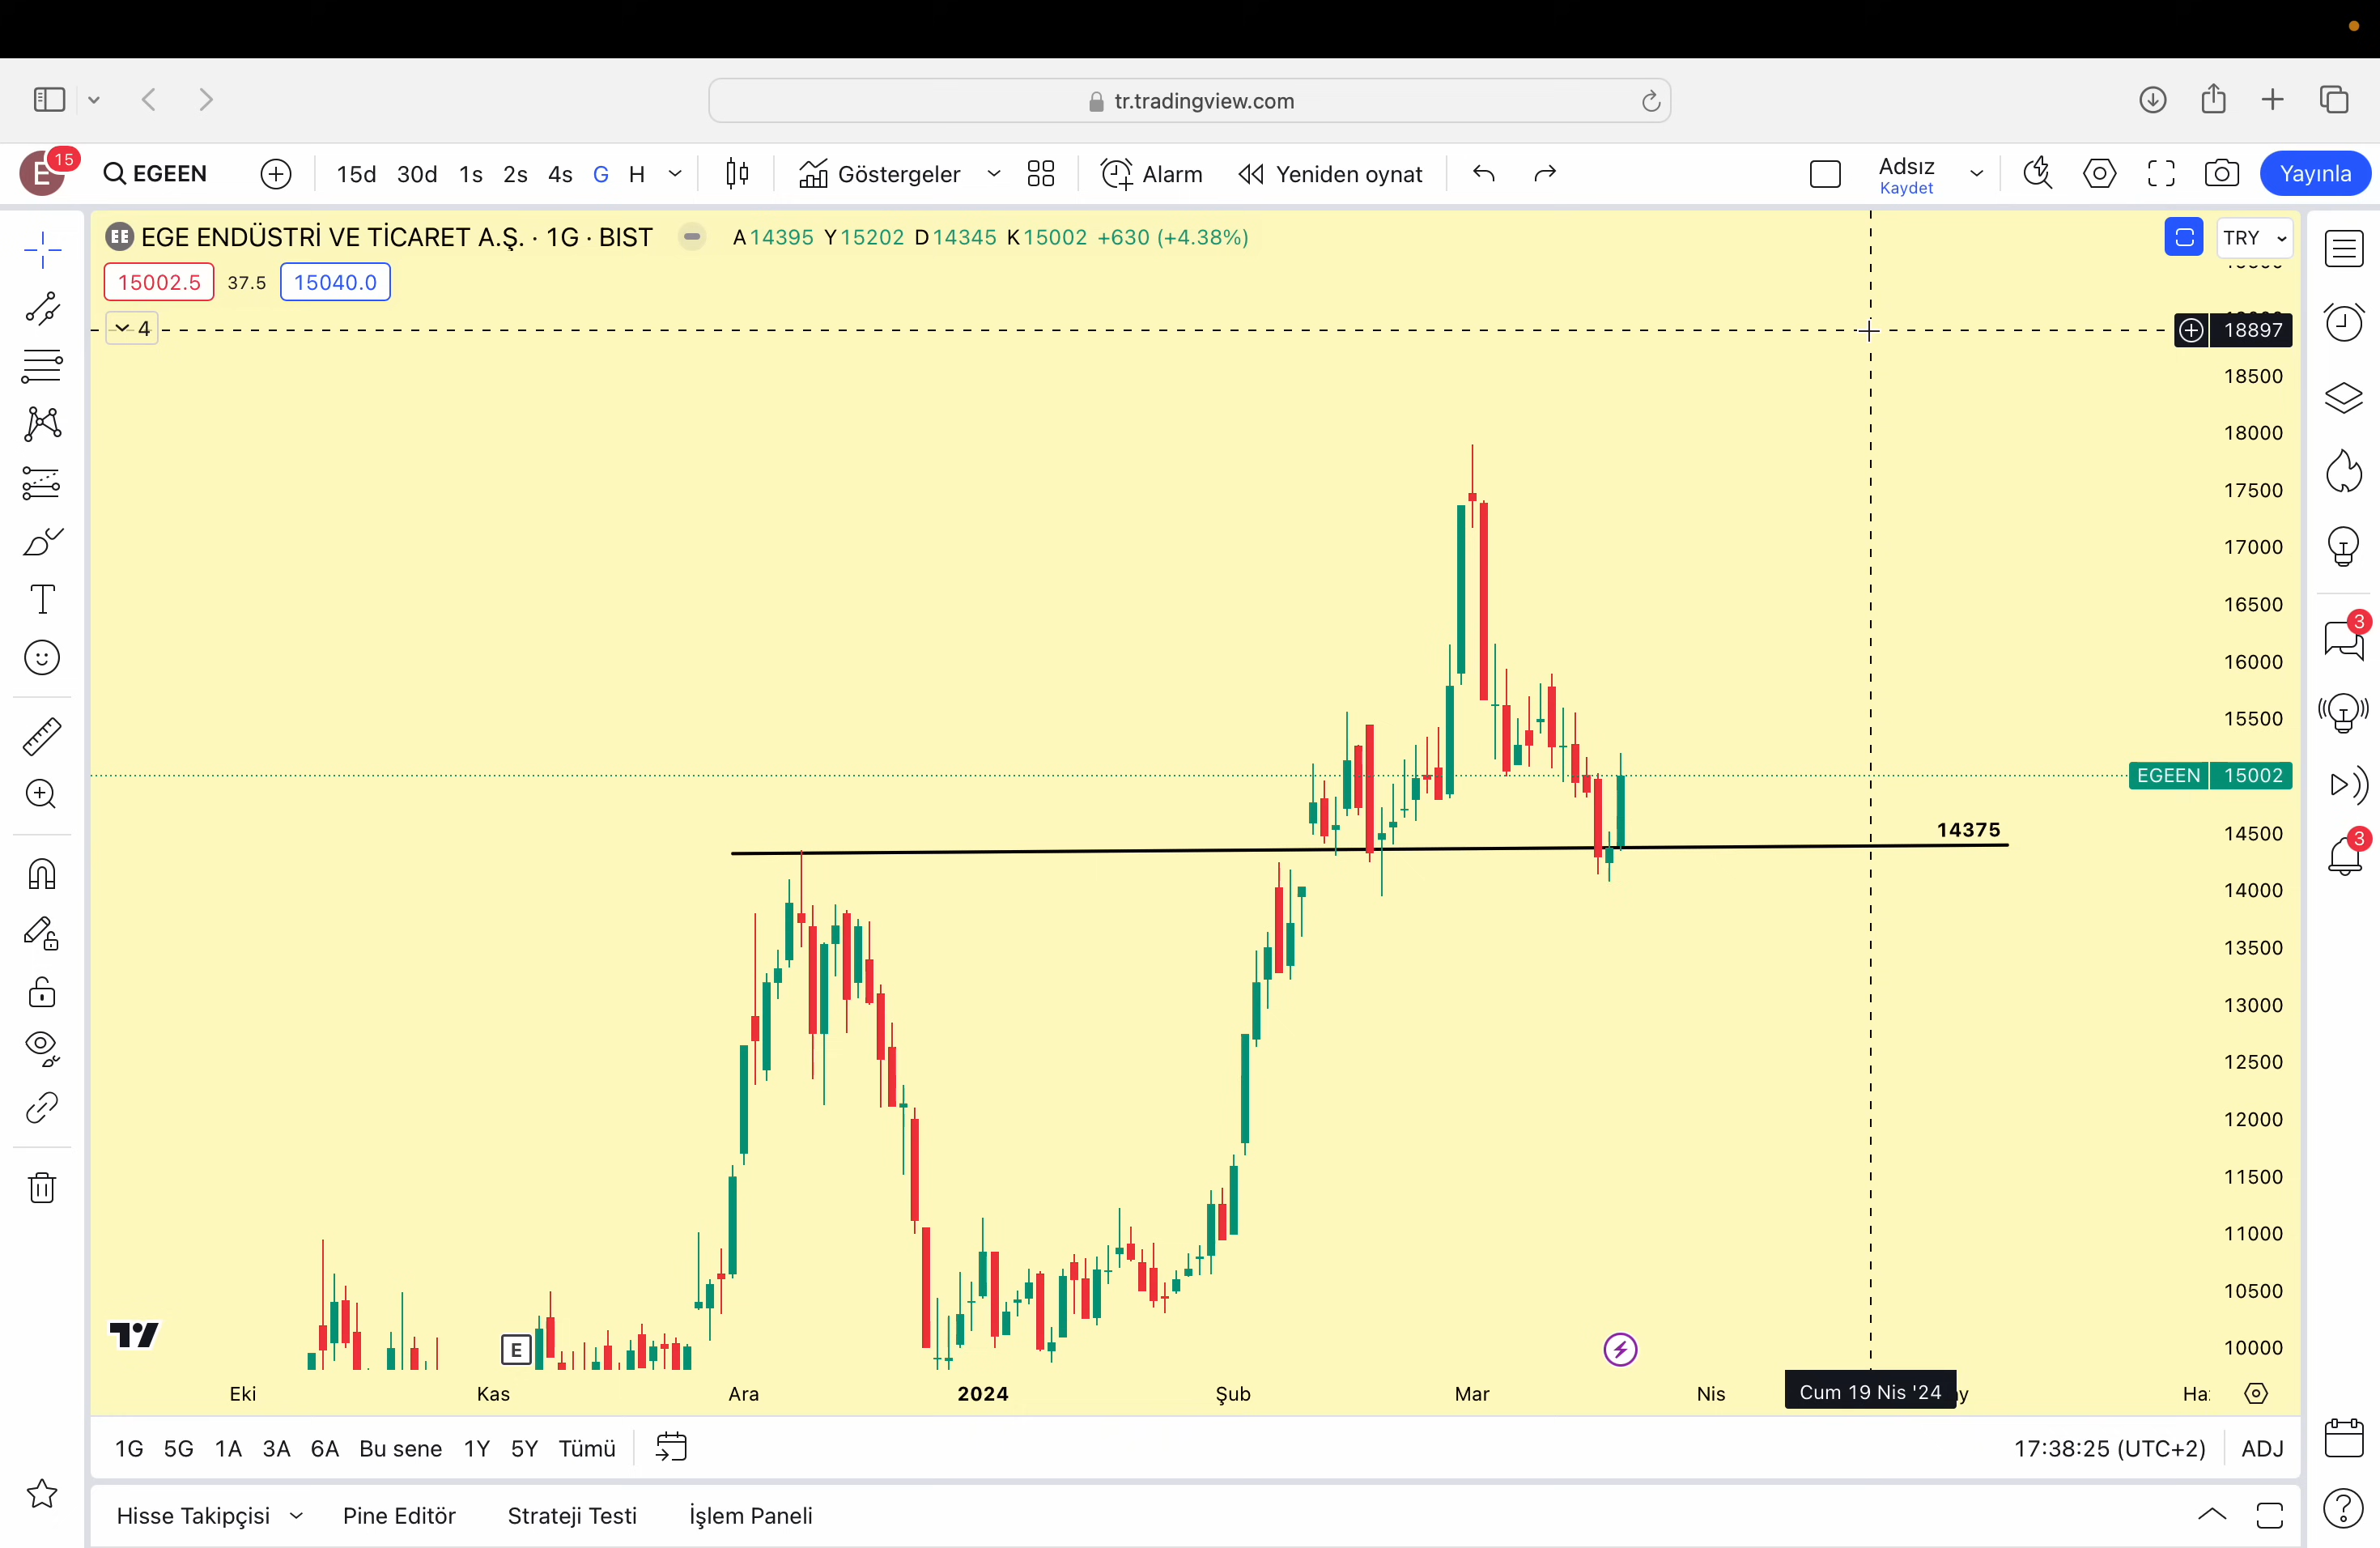 tr.tradingview.com
E 15 EGEEN 15d 30d 1s 2s 4s G H Göstergeler Alarm Yeniden oynat Adsız Kaydet Yayınla
EE EGE ENDÜSTRİ VE TİCARET A.Ş. · 1G · BIST A14395 Y15202 D14345 K15002 +630 (+4.38%) TRY
15002.5 37.5 15040.0
4
18897
18500
18000
17500
17000
16500
3
16000
15500
EGEEN 15002
14375
14500
3
14000
13500
13000
12500
12000
11500
11000
10500
10000
E
Eki Kas Ara 2024 Şub Mar Nis Cum 19 Nis '24
1G 5G 1A 3A 6A Bu sene 1Y 5Y Tümü 17:38:25 (UTC+2) ADJ
Hisse Takipçisi Pine Editör Strateji Testi İşlem Paneli